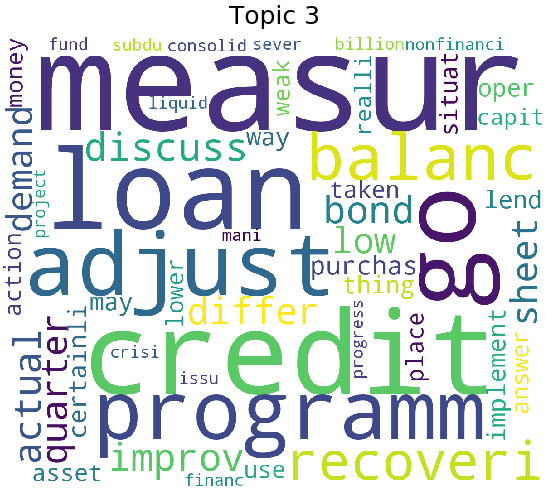 Topic 3
fund
subdu
consolid
sever
billion
nonfinanci
money
measur
liquid
weak
realli
situat
oper
capit
demand
discuss
way
balanc
project
loan
taken
bond
go
lend
action
adjust
mani
low
purchas
thing
sheet
may
lower
differ
actual
quarter
certainli
credit
crisi
issu
progress
place
implement
answer
programm
asset
improv
financ
use
recoveri